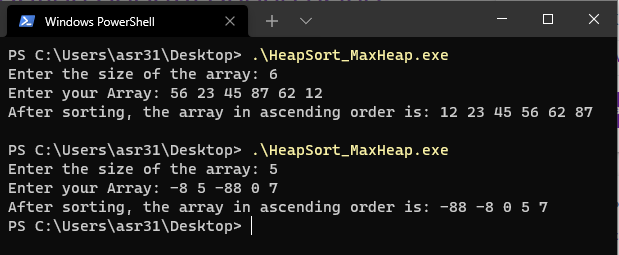 Windows PowerShell
PS C:\Users\asr31\Desktop> .\HeapSort_MaxHeap.exe
Enter the size of the array: 6
Enter your Array: 56 23 45 87 62 12
After sorting, the array in ascending order is: 12 23 45 56 62 87
PS C:\Users\asr31\Desktop> .\HeapSort_MaxHeap.exe
Enter the size of the array: 5
Enter your Array: -8 5 -88 0 7
After sorting, the array in ascending order is: -88 -8 0 5 7
PS C:\Users\asr31\Desktop>